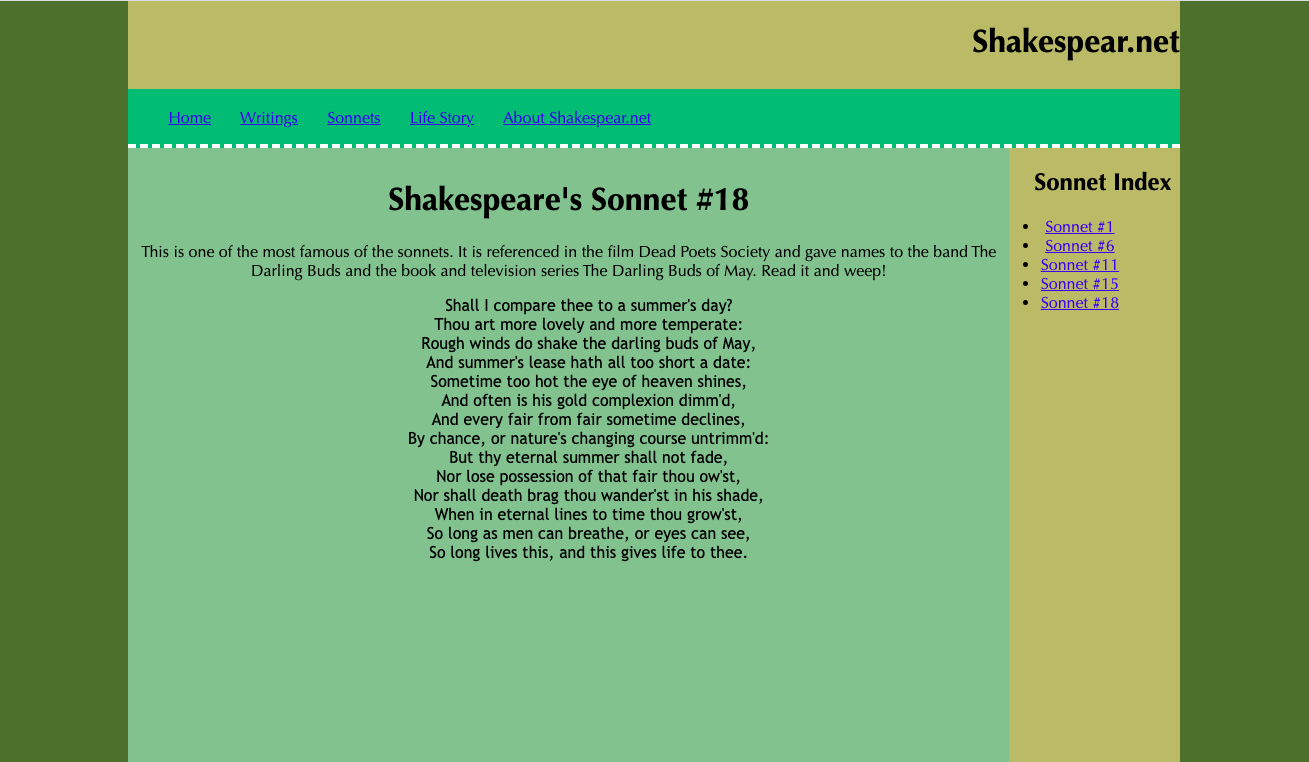 Shakespear.net
Home Writings Sonnets Life Story About Shakespear.net
Shakespeare's Sonnet #18
This is one of the most famous of the sonnets. It is referenced in the film Dead Poets Society and gave names to the band The
Darling Buds and the book and television series The Darling Buds of May. Read it and weep!
Shall I compare thee to a summer's day?
Thou art more lovely and more temperate:
Rough winds do shake the darling buds of May,
And summer's lease hath all too short a date:
Sometime too hot the eye of heaven shines,
And often is his gold complexion dimm'd,
And every fair from fair sometime declines,
By chance, or nature's changing course untrimm'd:
But thy eternal summer shall not fade,
Nor lose possession of that fair thou ow'st,
Nor shall death brag thou wander'st in his shade,
When in eternal lines to time thou grow'st,
So long as men can breathe, or eyes can see,
So long lives this, and this gives life to thee.
Sonnet Index
Sonnet #1
Sonnet #6
Sonnet #11
Sonnet #15
Sonnet #18